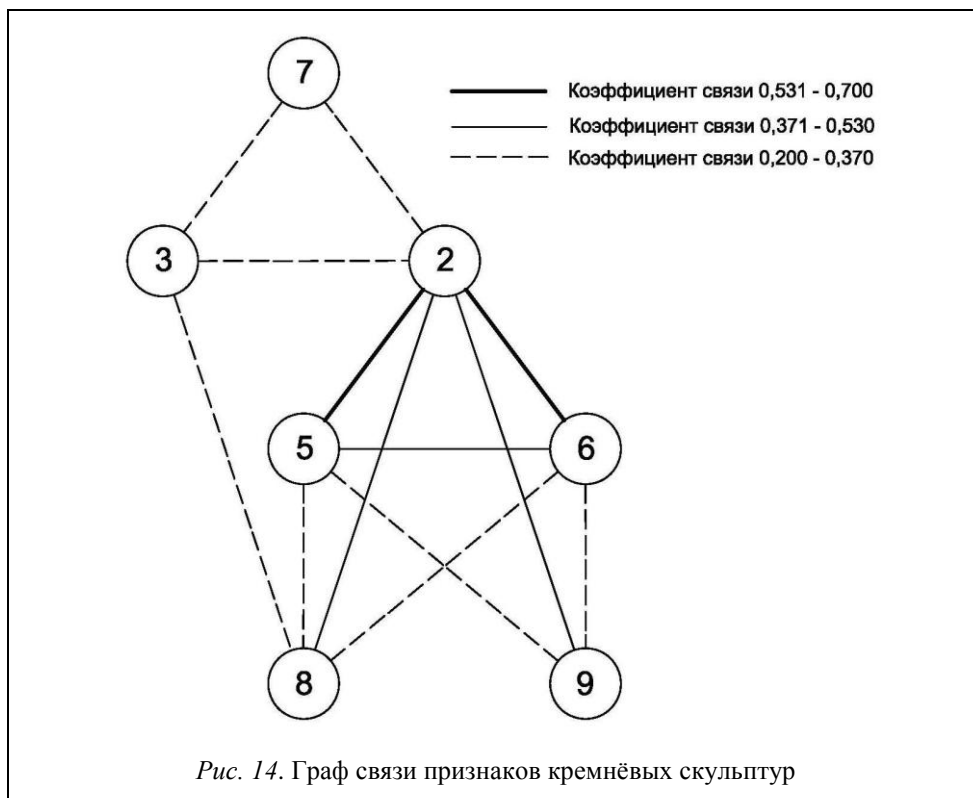 7
Коэффициент связи 0,531 - 0,700
Коэффициент связи 0,371 - 0,530
Коэффициент связи 0,200 - 0,370
3 2
5 6
8 9
Рис. 14. Граф связи признаков кремнёвых скульптур